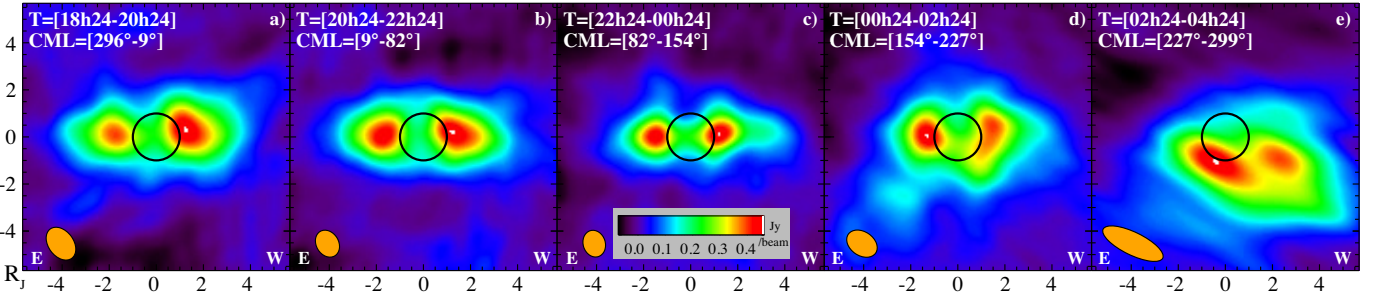 T=[18h24-20h24] a)
CML=[296°-9°]
T=[20h24-22h24] b)
CML=[9°-82°]
T=[22h24-00h24] c)
CML=[82°-154°]
T=[00h24-02h24] d)
CML=[154°-227°]
T=[02h24-04h24] e)
CML=[227°-299°]
4
2
0
-2
-4
Jy
/beam
0.0 0.1 0.2 0.3 0.4
E W
E W
E W
E W
E W
R_J -4 -2 0 2 4 -4 -2 0 2 4 -4 -2 0 2 4 -4 -2 0 2 4 -4 -2 0 2 4